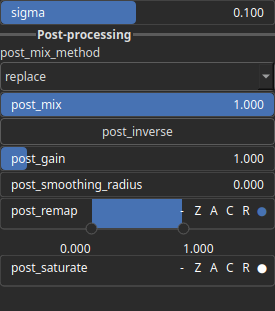 sigma 0.100
Post-processing
post_mix_method
replace
post_mix 1.000
post_inverse
post_gain 1.000
post_smoothing_radius 0.000
post_remap - Z A C R
0.000 1.000
post_saturate - Z A C R